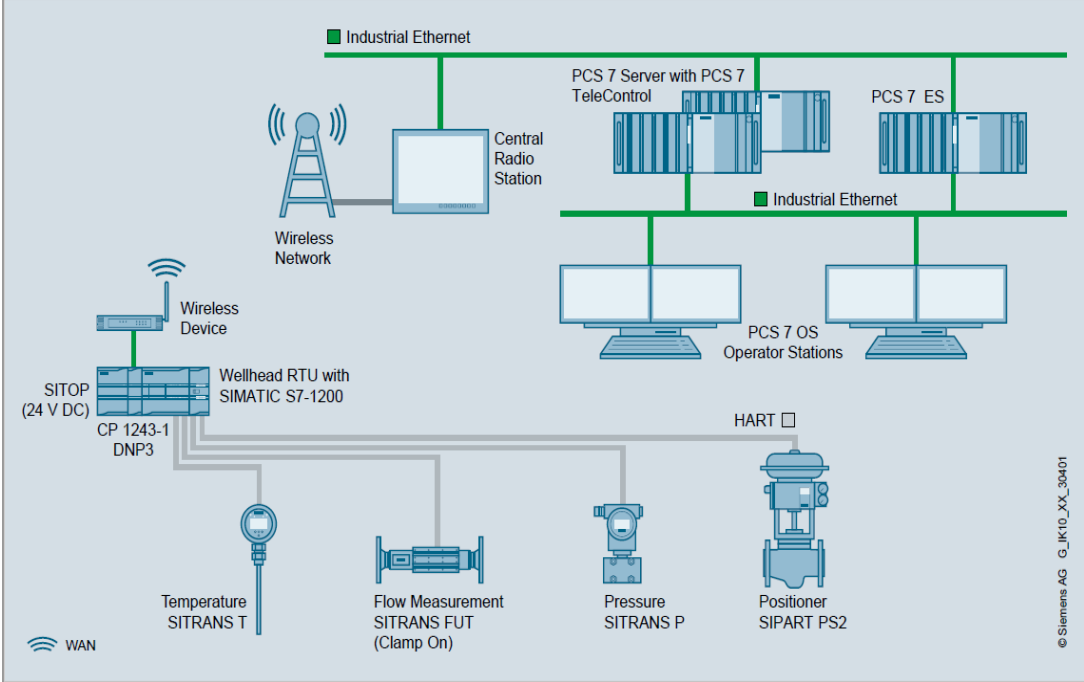 Industrial Ethernet
PCS 7 Server with PCS 7
TeleControl
PCS 7 ES
Central
Radio
Station
Industrial Ethernet
Wireless
Network
Wireless
Device
PCS 7 OS
Operator Stations
Wellhead RTU with
SIMATIC S7-1200
SITOP
(24 V DC)
CP 1243-1
DNP3
HART
Temperature
SITRANS T
Flow Measurement
SITRANS FUT
(Clamp On)
Pressure
SITRANS P
Positioner
SIPART PS2
WAN
© Siemens AG G_IK10_XX_30401